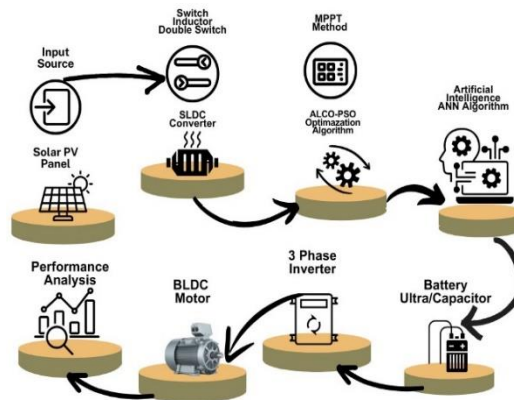 Input
Source
Switch
Inductor
Double Switch
MPPT
Method
Solar PV
Panel
SLDC
Converter
ALCO-PSO
Optimazation
Algorithm
Artificial
Intelligence
ANN Algorithm
Performance
Analysis
BLDC
Motor
3 Phase
Inverter
Battery
Ultra/Capacitor